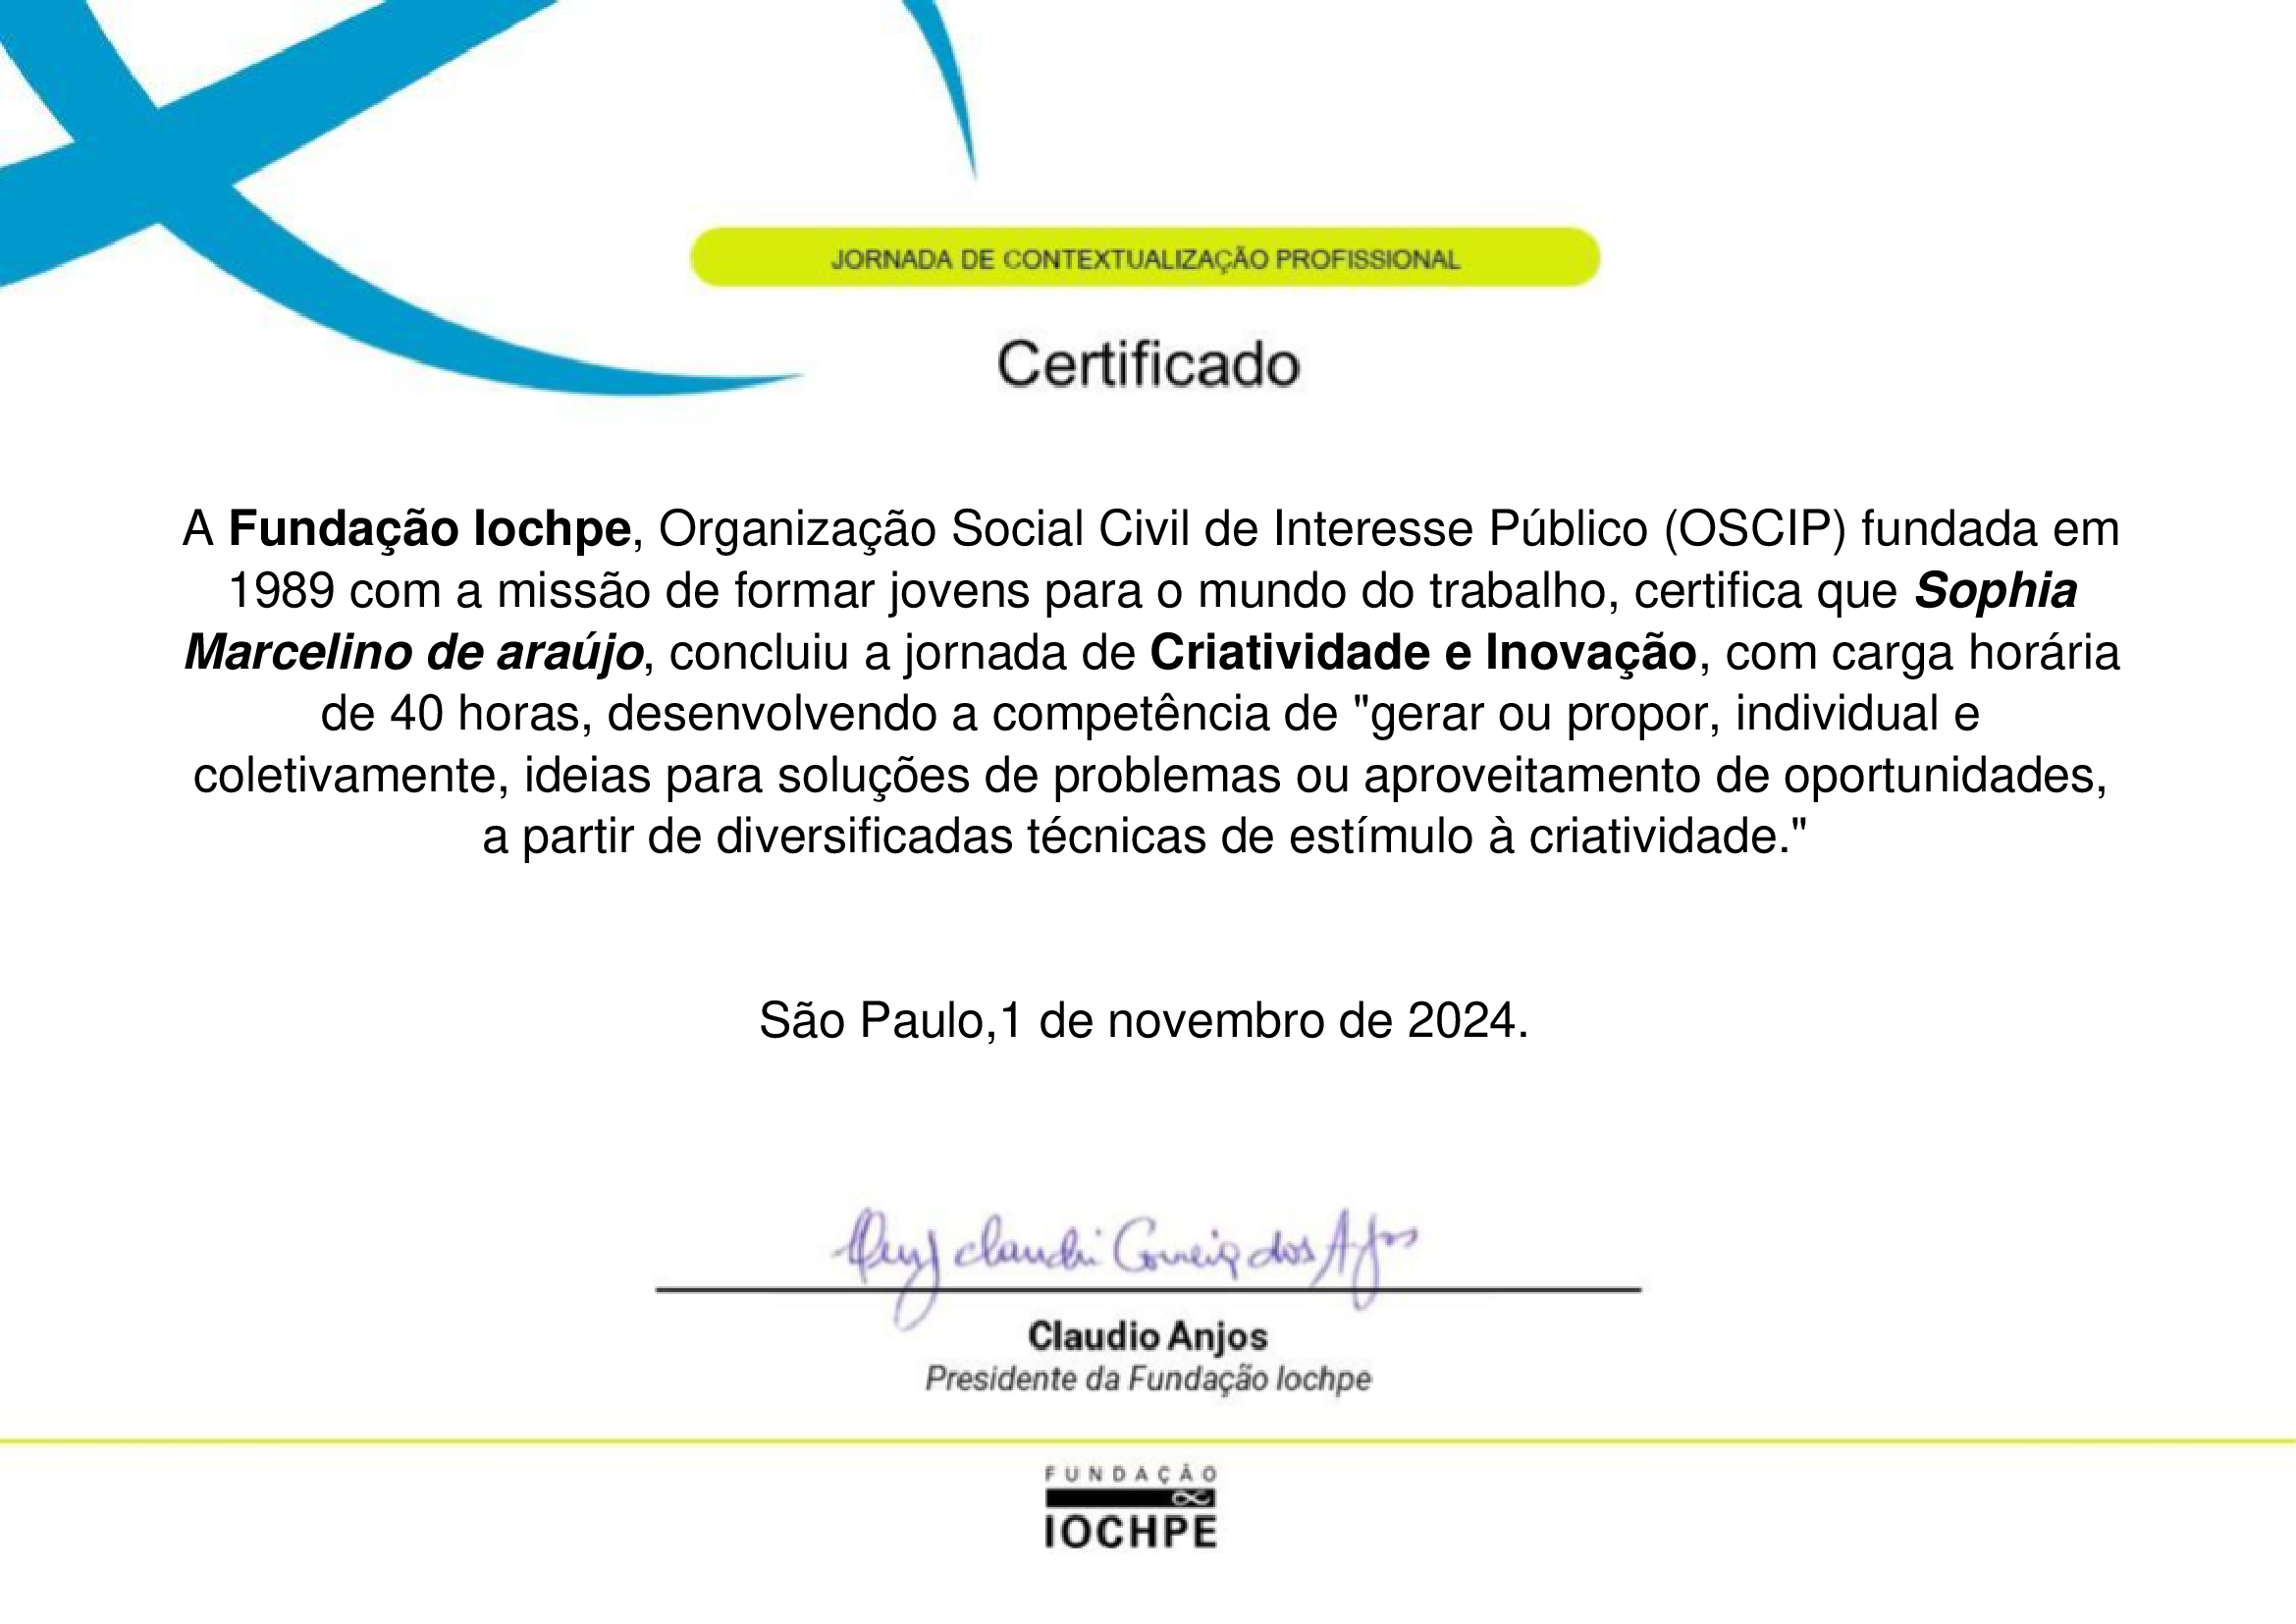 JORNADA DE CONTEXTUALIZAÇÃO PROFISSIONAL
Certificado
A Fundação Iochpe, Organização Social Civil de Interesse Público (OSCIP) fundada em
1989 com a missão de formar jovens para o mundo do trabalho, certifica que Sophia
Marcelino de araújo, concluiu a jornada de Criatividade e Inovação, com carga horária
de 40 horas, desenvolvendo a competência de "gerar ou propor, individual e
coletivamente, ideias para soluções de problemas ou aproveitamento de oportunidades,
a partir de diversificadas técnicas de estímulo à criatividade."
São Paulo,1 de novembro de 2024.
dos
Claudio Anjos
Presidente da Fundação Iochpe
FUNDAÇÃO
IOCHPE